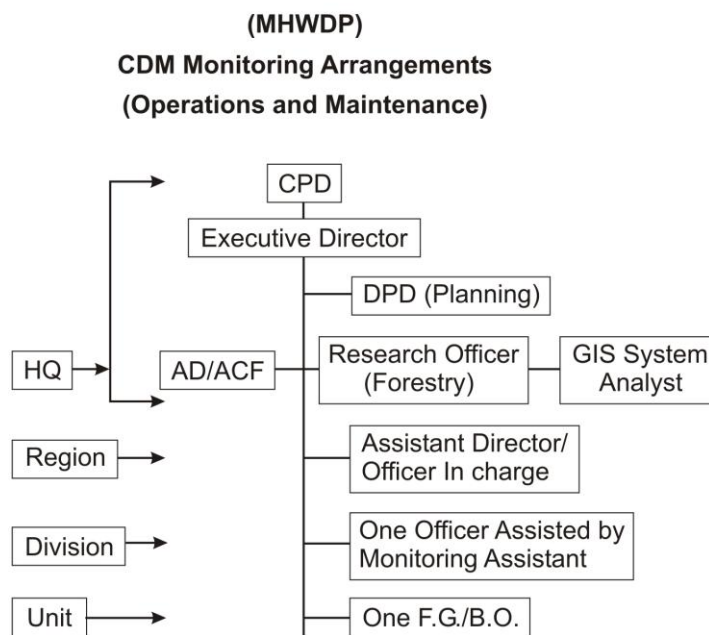 (MHWDP)
CDM Monitoring Arrangements
(Operations and Maintenance)
CPD
Executive Director
DPD (Planning)
HQ
AD/ACF
Research Officer
(Forestry)
GIS System
Analyst
Region
Assistant Director/
Officer In charge
Division
One Officer Assisted by
Monitoring Assistant
Unit
One F.G./B.O.